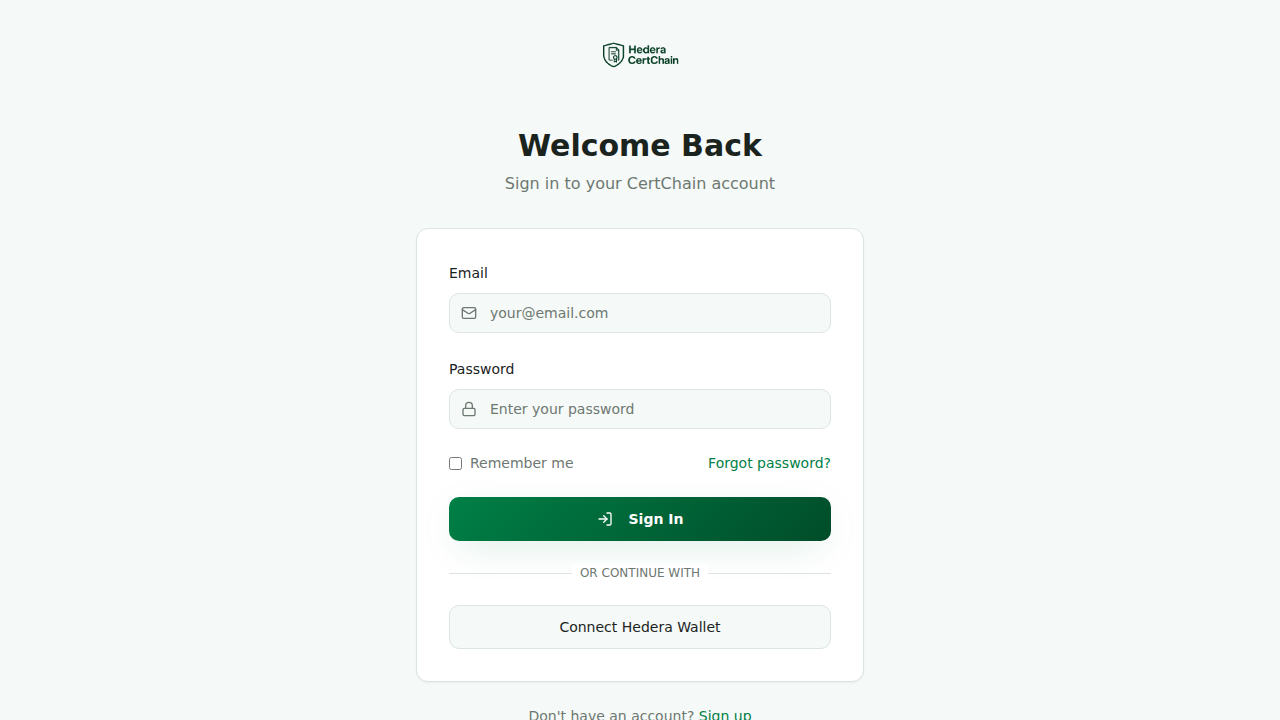 Hedera
CertChain
Welcome Back
Sign in to your CertChain account
Email
your@email.com
Password
Enter your password
Remember me
Forgot password?
Sign In
OR CONTINUE WITH
Connect Hedera Wallet
Don't have an account? Sign up